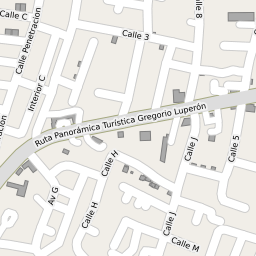 Calle C
Calle Penetracion
Calle 3
Calle 8
Interior C
Ruta Panorámica Turística Gregorio Luperón
Calle J
Calle 5
Calle H
Av G
Calle H
Calle J
Calle M